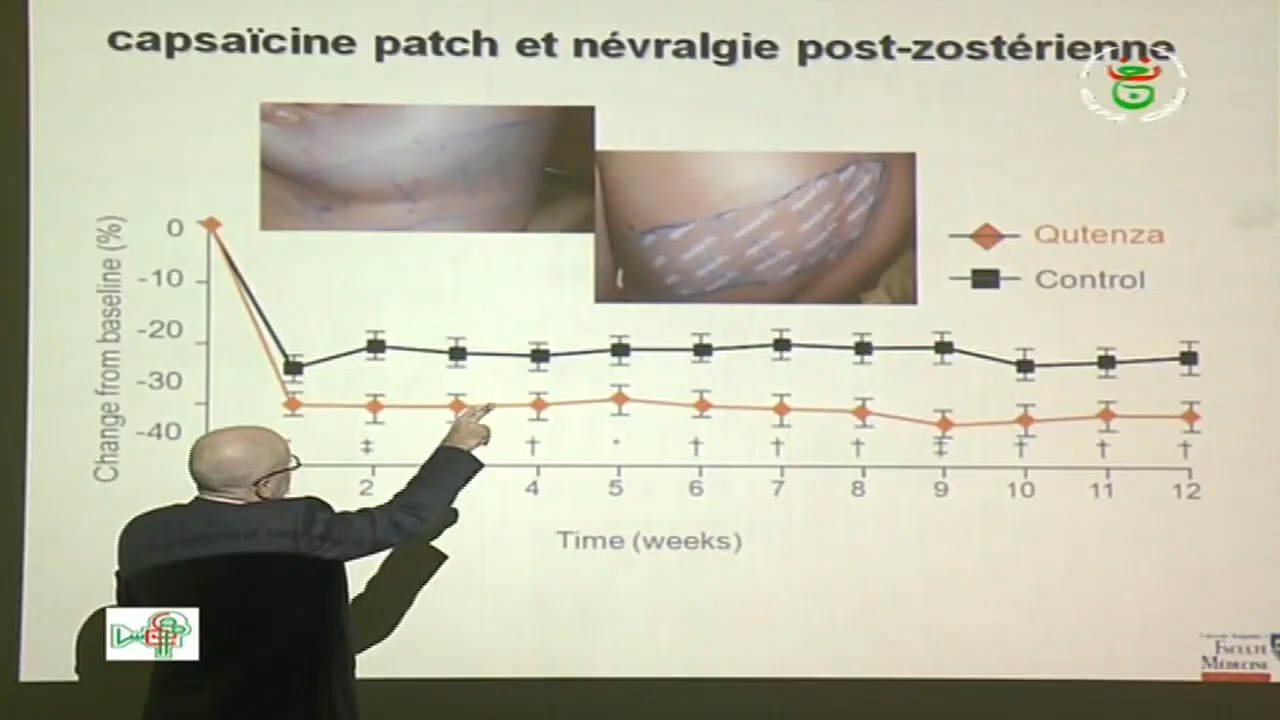 capsaïcine patch et névralgie post-zostérienne
Qutenza
Control
Change from baseline (%)
0
-10
-20
-30
-40
‡ † * † † † ‡ † † †
2 4 5 6 7 8 9 10 11 12
Time (weeks)
FACULTÉ
MÉDECINE